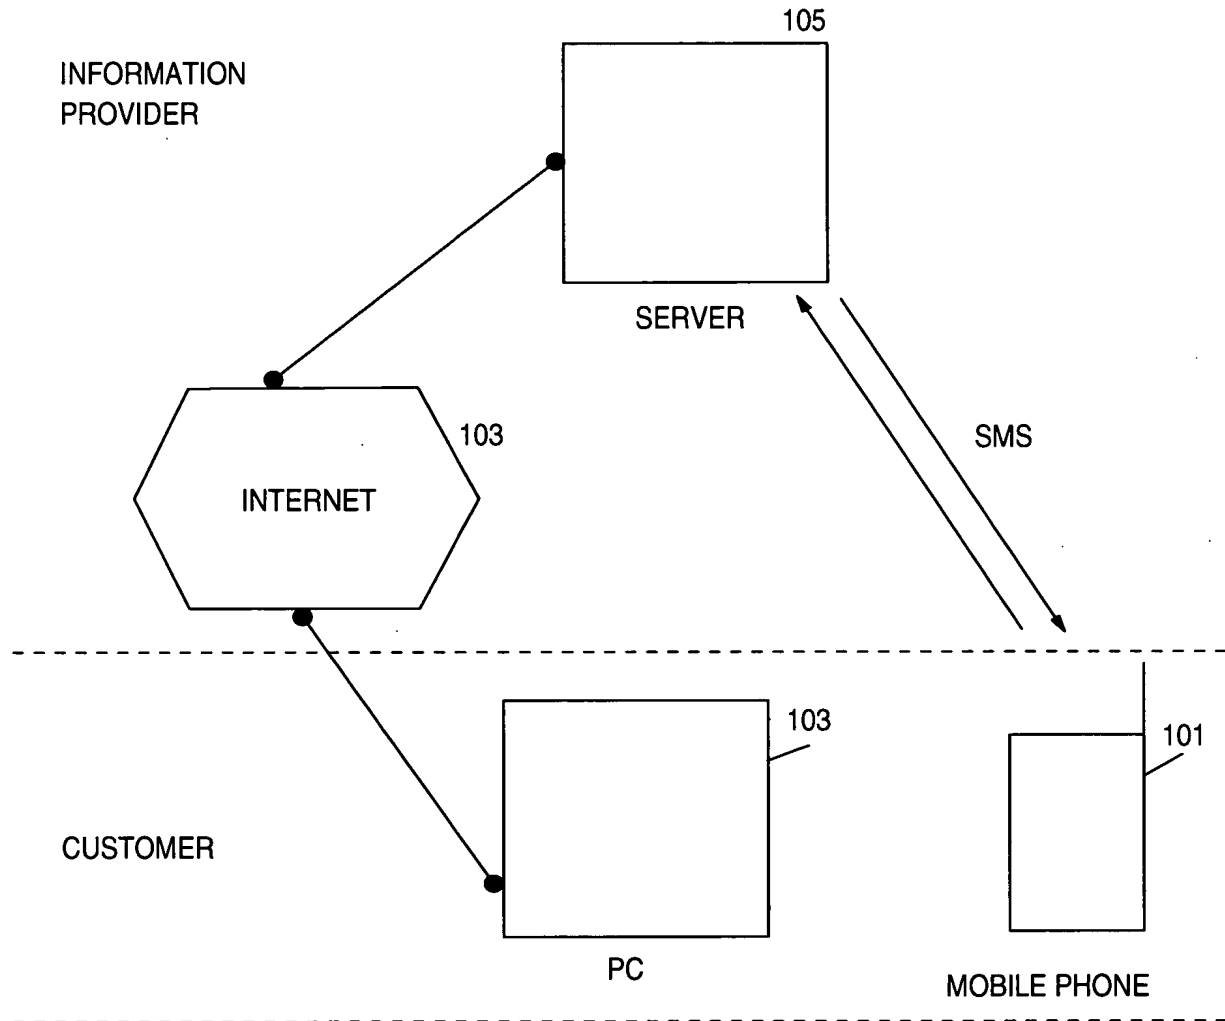 105
INFORMATION
PROVIDER
SERVER
103
SMS
INTERNET
103
101
CUSTOMER
PC
MOBILE PHONE